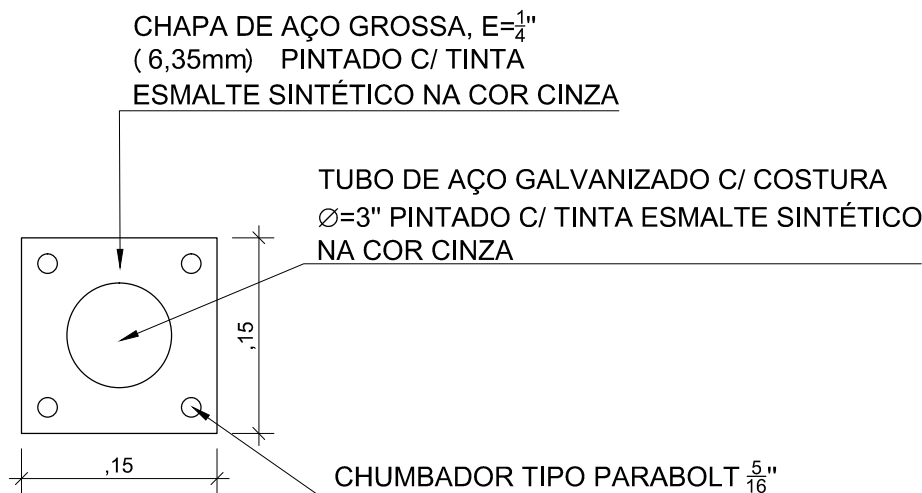 CHAPA DE AÇO GROSSA, E=1/4"
( 6,35mm) PINTADO C/ TINTA
ESMALTE SINTÉTICO NA COR CINZA
TUBO DE AÇO GALVANIZADO C/ COSTURA
∅=3" PINTADO C/ TINTA ESMALTE SINTÉTICO
NA COR CINZA
,15
,15
CHUMBADOR TIPO PARABOLT 5/16"